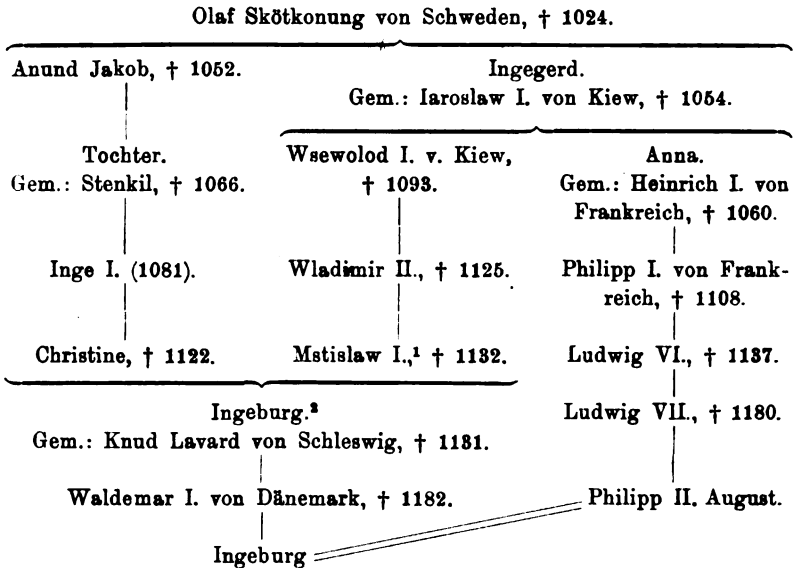 Olaf Skötkonung von Schweden, † 1024.
Anund Jakob, † 1052.
Ingegerd.
Gem.: Iaroslaw I. von Kiew, † 1054.
Tochter.
Gem.: Stenkil, † 1066.
Wsewolod I. v. Kiew,
† 1093.
Anna.
Gem.: Heinrich I. von
Frankreich, † 1060.
Inge I. (1081).
Wladimir II., † 1125.
Philipp I. von Frank-
reich, † 1108.
Christine, † 1122.
Mstislaw I.,¹ † 1132.
Ludwig VI., † 1137.
Ingeburg.²
Gem.: Knud Lavard von Schleswig, † 1131.
Ludwig VII., † 1180.
Waldemar I. von Dänemark, † 1182.
Philipp II. August.
Ingeburg